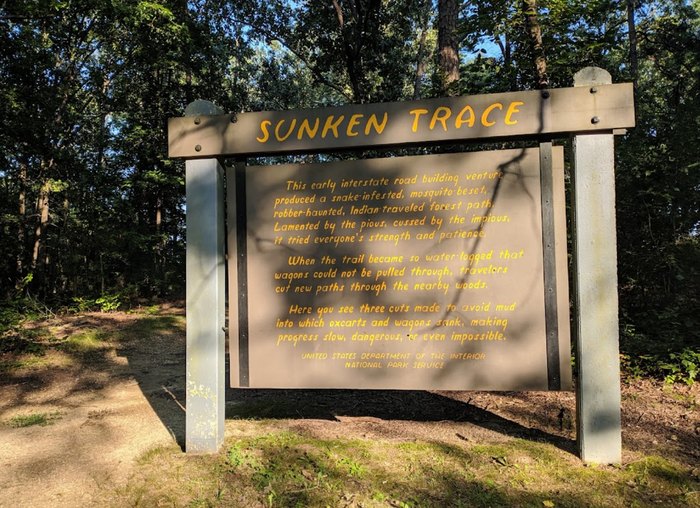 SUNKEN TRACE
This early interstate road building venture
produced a snake-infested, mosquito-beset,
robber-haunted, Indian-traveled forest path.
Lamented by the pious, cussed by the impious,
it tried everyone's strength and patience.
When the trail became so water-logged that
wagons could not be pulled through, travelers
cut new paths through the nearby woods.
Here you see three cuts made to avoid mud
into which oxcarts and wagons sank, making
progress slow, dangerous, or even impossible.
UNITED STATES DEPARTMENT OF THE INTERIOR
NATIONAL PARK SERVICE